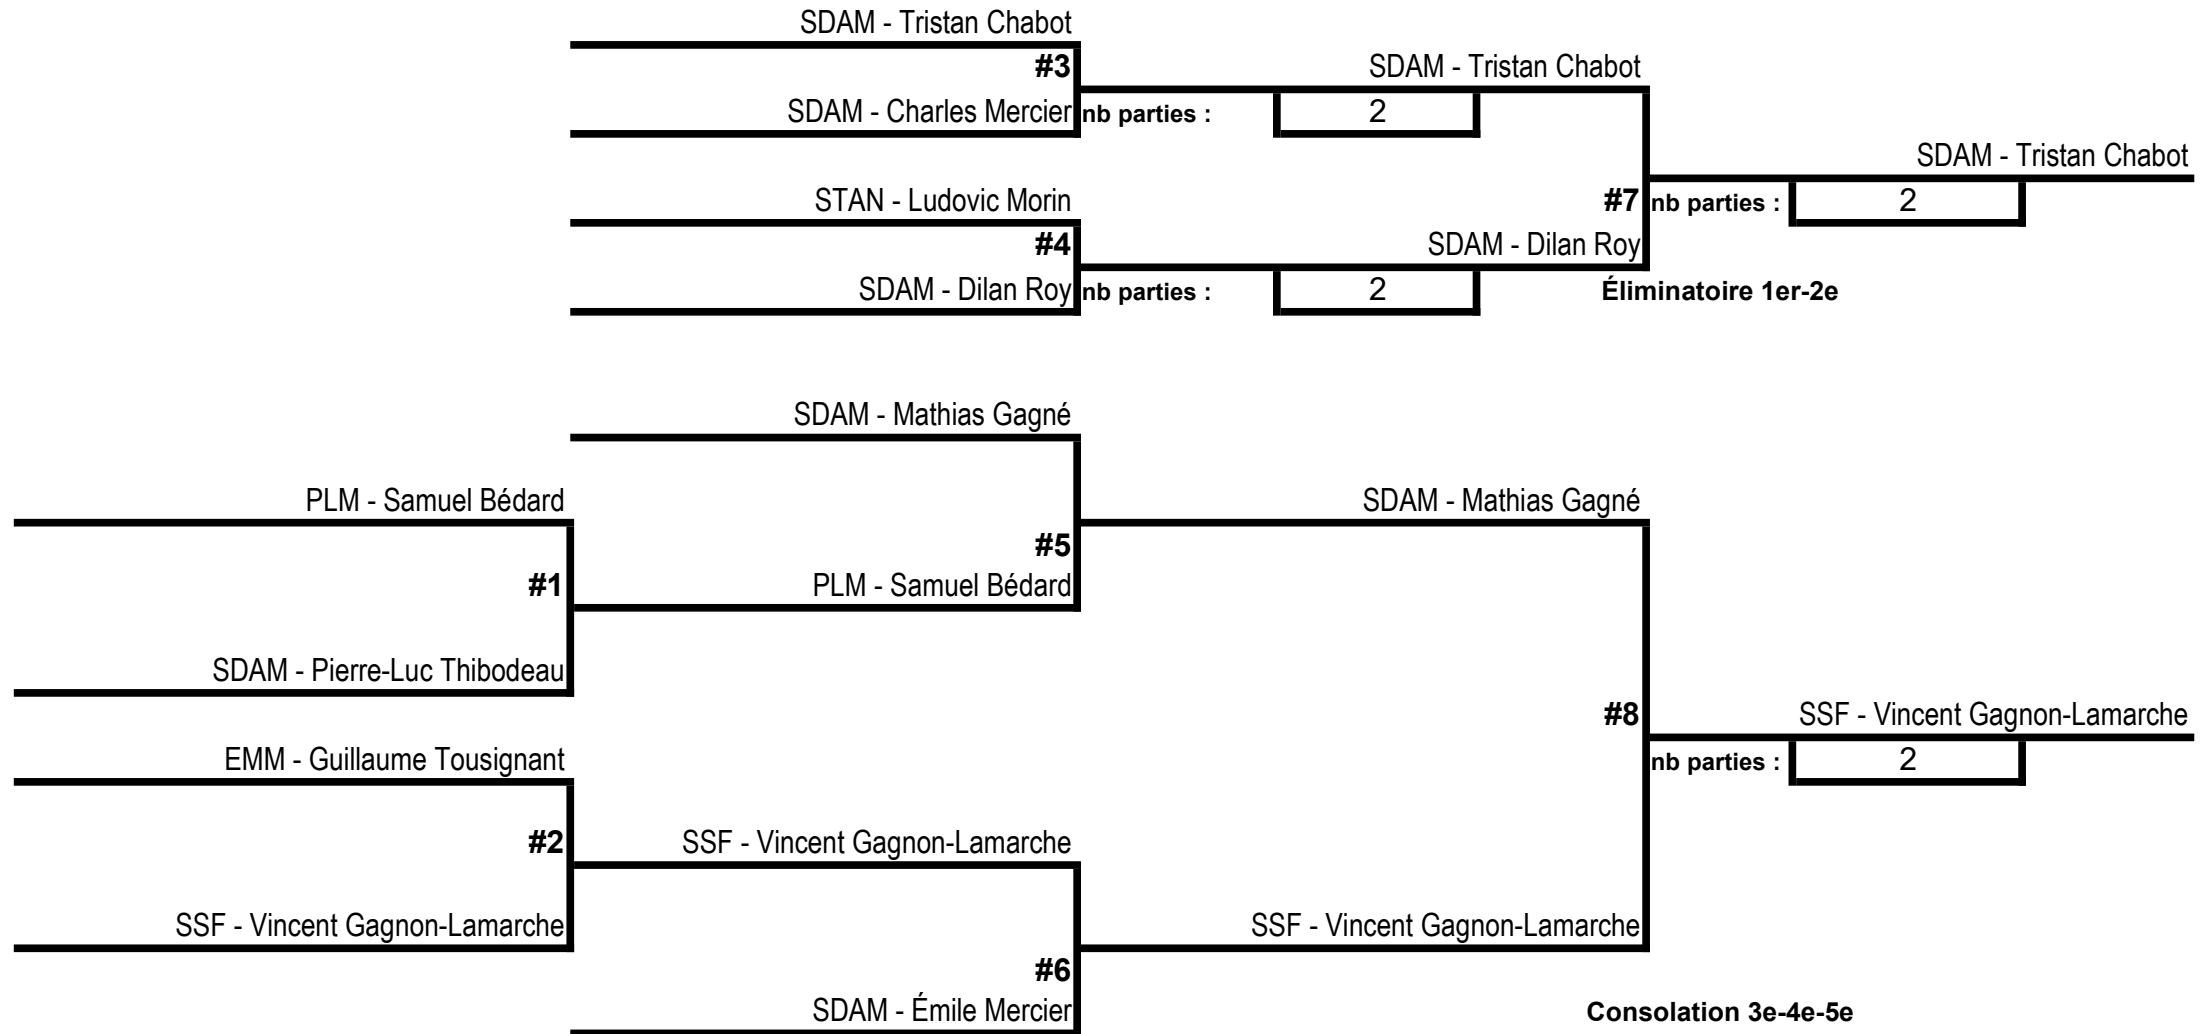 SDAM - Tristan Chabot
#3
SDAM - Tristan Chabot
SDAM - Charles Mercier
nb parties :
2
SDAM - Tristan Chabot
STAN - Ludovic Morin
#7
nb parties :
2
#4
SDAM - Dilan Roy
SDAM - Dilan Roy
nb parties :
2
Éliminatoire 1er-2e
SDAM - Mathias Gagné
PLM - Samuel Bédard
SDAM - Mathias Gagné
#5
#1
PLM - Samuel Bédard
SDAM - Pierre-Luc Thibodeau
#8
SSF - Vincent Gagnon-Lamarche
EMM - Guillaume Tousignant
nb parties :
2
#2
SSF - Vincent Gagnon-Lamarche
SSF - Vincent Gagnon-Lamarche
SSF - Vincent Gagnon-Lamarche
#6
SDAM - Émile Mercier
Consolation 3e-4e-5e